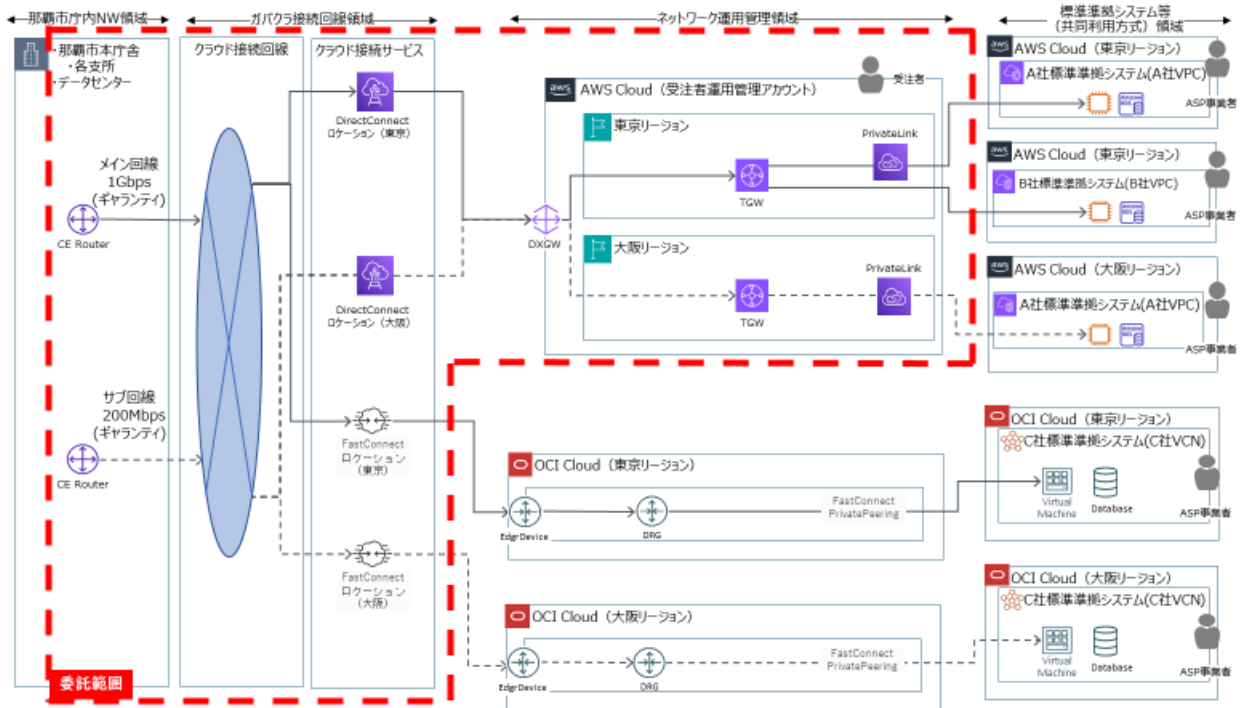 那覇市庁内NW領域
ガバクラ接続回線領域
ネットワーク運用管理領域
標準準拠システム等
（共同利用方式）領域
・那覇市本庁舎
・各支所
・データセンター
クラウド接続回線
クラウド接続サービス
メイン回線
1Gbps
(ギャランティ)
CE Router
サブ回線
200Mbps
(ギャランティ)
CE Router
DirectConnect
ロケーション（東京）
DirectConnect
ロケーション（大阪）
FastConnect
ロケーション
（東京）
FastConnect
ロケーション
（大阪）
aws
AWS Cloud（受注者運用管理アカウント）
受注者
東京リージョン
PrivateLink
TGW
DXGW
大阪リージョン
PrivateLink
TGW
aws
AWS Cloud（東京リージョン）
A社標準準拠システム(A社VPC)
Amazon
RDS
ASP事業者
aws
AWS Cloud（東京リージョン）
B社標準準拠システム(B社VPC)
Amazon
RDS
ASP事業者
aws
AWS Cloud（大阪リージョン）
A社標準準拠システム(A社VPC)
Amazon
RDS
ASP事業者
OCI Cloud（東京リージョン）
EdgrDevice
DRG
FastConnect
PrivatePeering
OCI Cloud（東京リージョン）
C社標準準拠システム(C社VCN)
Virtual
Machine
Database
ASP事業者
OCI Cloud（大阪リージョン）
EdgrDevice
DRG
FastConnect
PrivatePeering
OCI Cloud（大阪リージョン）
C社標準準拠システム(C社VCN)
Virtual
Machine
Database
ASP事業者
委託範囲